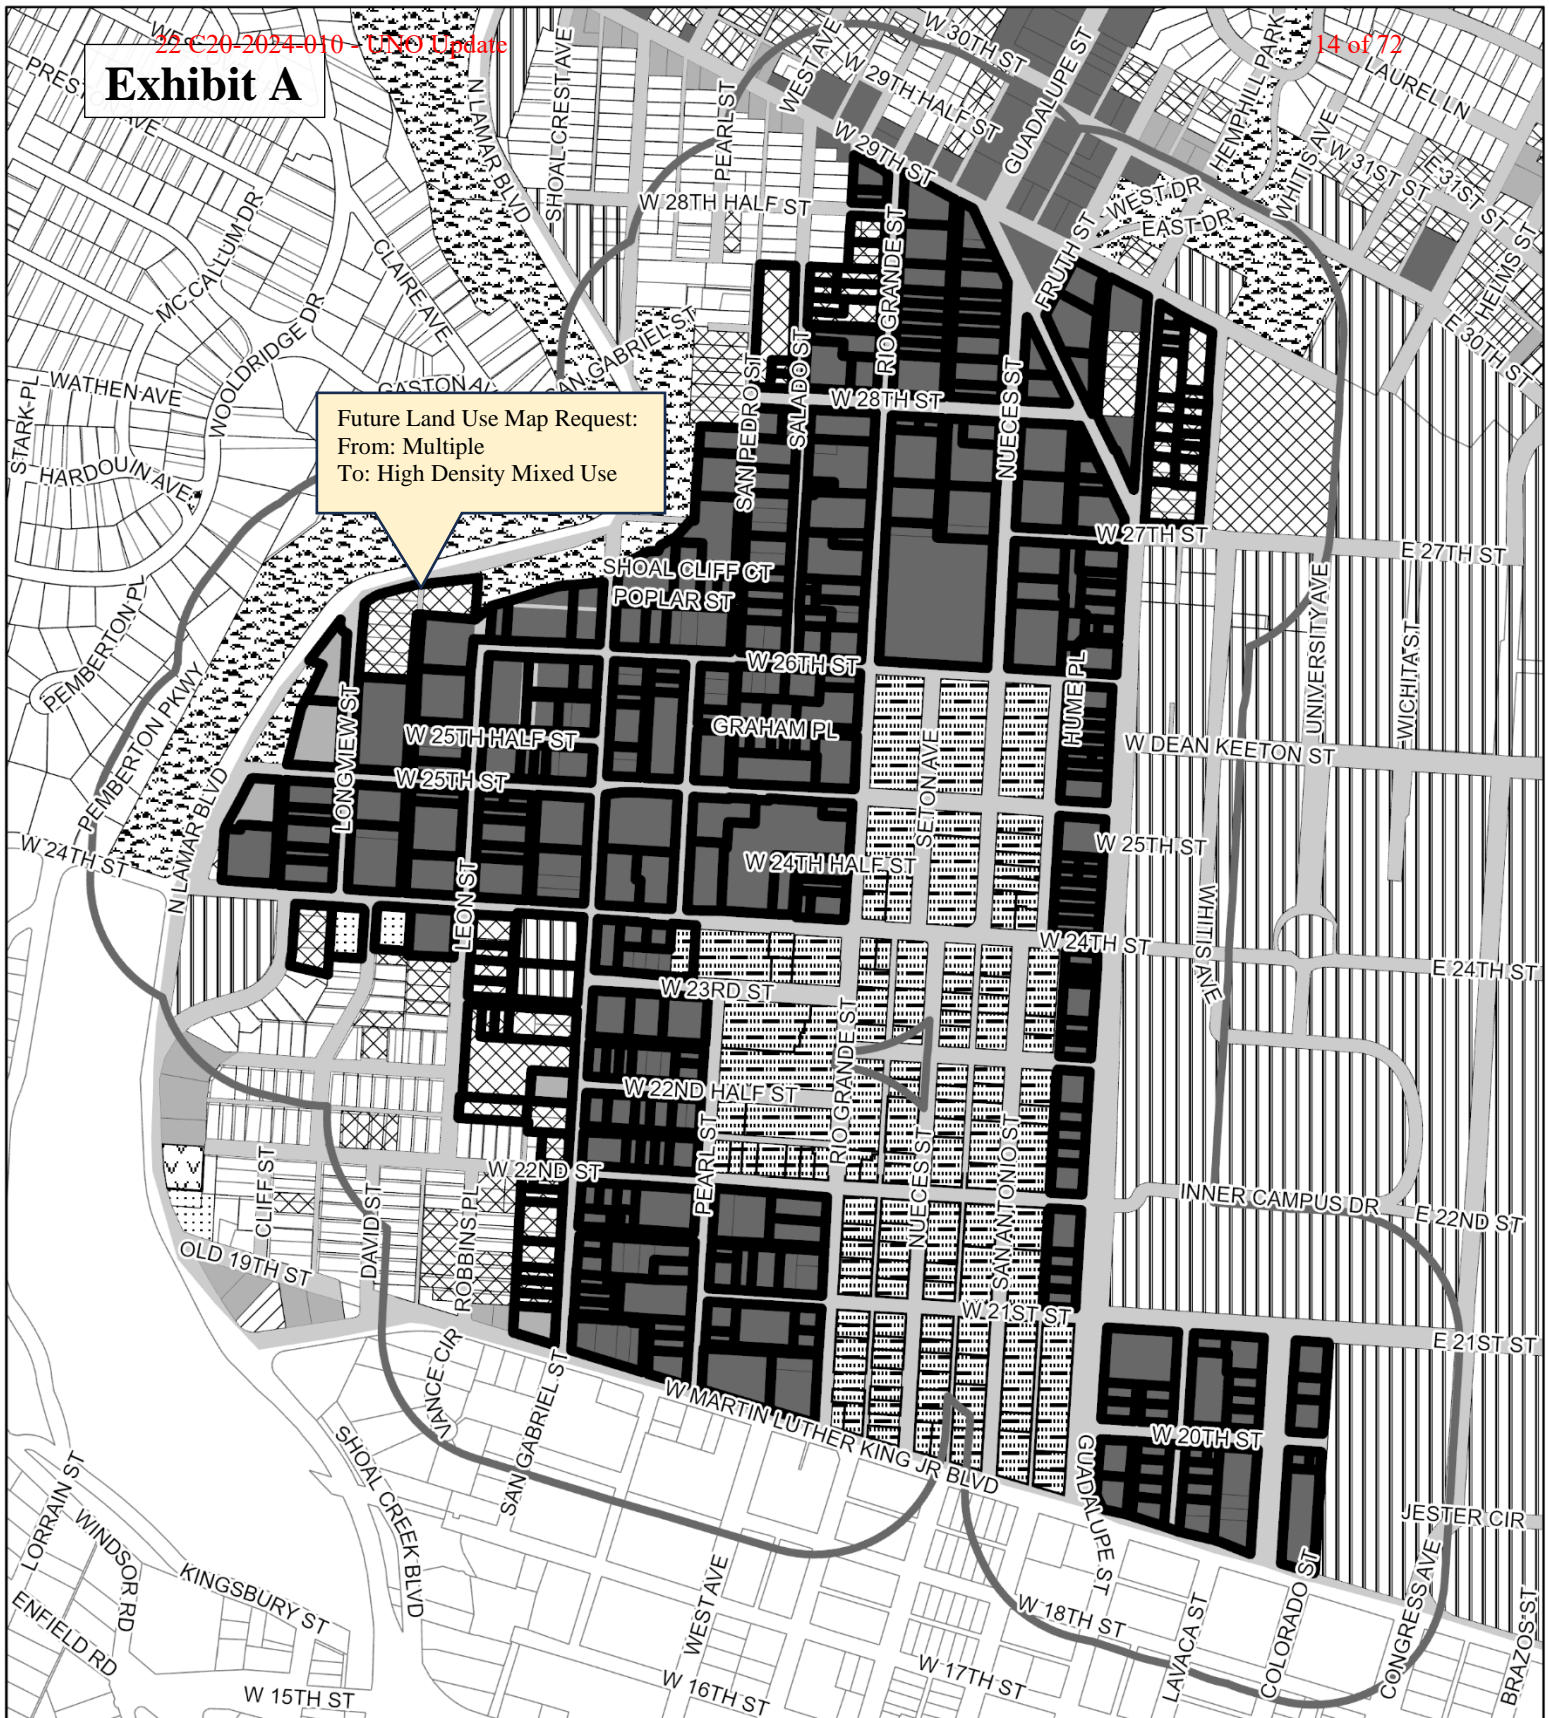 22 C20-2024-010 - UNO Update
14 of 72
Exhibit A
W 30TH ST
WEST AVE
W 29TH HALF ST
GUADALUPE ST
HEMPHILL PARK
LAUREL LN
N LAMAR BLVD
SHOAL CREST AVE
PEARL ST
W 29TH ST
WHITIS AVE
W 31ST ST
E 31ST ST
W 28TH HALF ST
WEST DR
EAST DR
MC CALLUM DR
CLAIRE AVE
RIO GRANDE ST
FRUTH ST
HELMS ST
E 30TH ST
WOOLDRIDGE DR
WATHEN AVE
STARK PL
HARDOUIN AVE
SAN PEDRO ST
SALADO ST
W 28TH ST
NUECES ST
Future Land Use Map Request:
From: Multiple
To: High Density Mixed Use
W 27TH ST
E 27TH ST
SHOAL CLIFF CT
POPLAR ST
PEMBERTON PL
PEMBERTON PKWY
W 26TH ST
UNIVERSITY AVE
WICHITA ST
HUME PL
LONGVIEW ST
W 25TH HALF ST
GRAHAM PL
W DEAN KEETON ST
W 25TH ST
SETON AVE
W 24TH ST
N LAMAR BLVD
W 24TH HALF ST
W 25TH ST
LEON ST
WHITIS AVE
W 24TH ST
E 24TH ST
W 23RD ST
RIO GRANDE ST
W 22ND HALF ST
PEARL ST
CLIFF ST
DAVID ST
ROBBINS PL
W 22ND ST
NUECES ST
SAN ANTONIO ST
INNER CAMPUS DR
E 22ND ST
OLD 19TH ST
W 21ST ST
E 21ST ST
VANCE CIR
SAN GABRIEL ST
W MARTIN LUTHER KING JR BLVD
W 20TH ST
GUADALUPE ST
SHOAL CREEK BLVD
LORRAIN ST
WINDSOR RD
KINGSBURY ST
ENFIELD RD
JESTER CIR
WEST AVE
W 18TH ST
LAVACA ST
COLORADO ST
CONGRESS AVE
BRAZOS ST
W 15TH ST
W 16TH ST
W 17TH ST